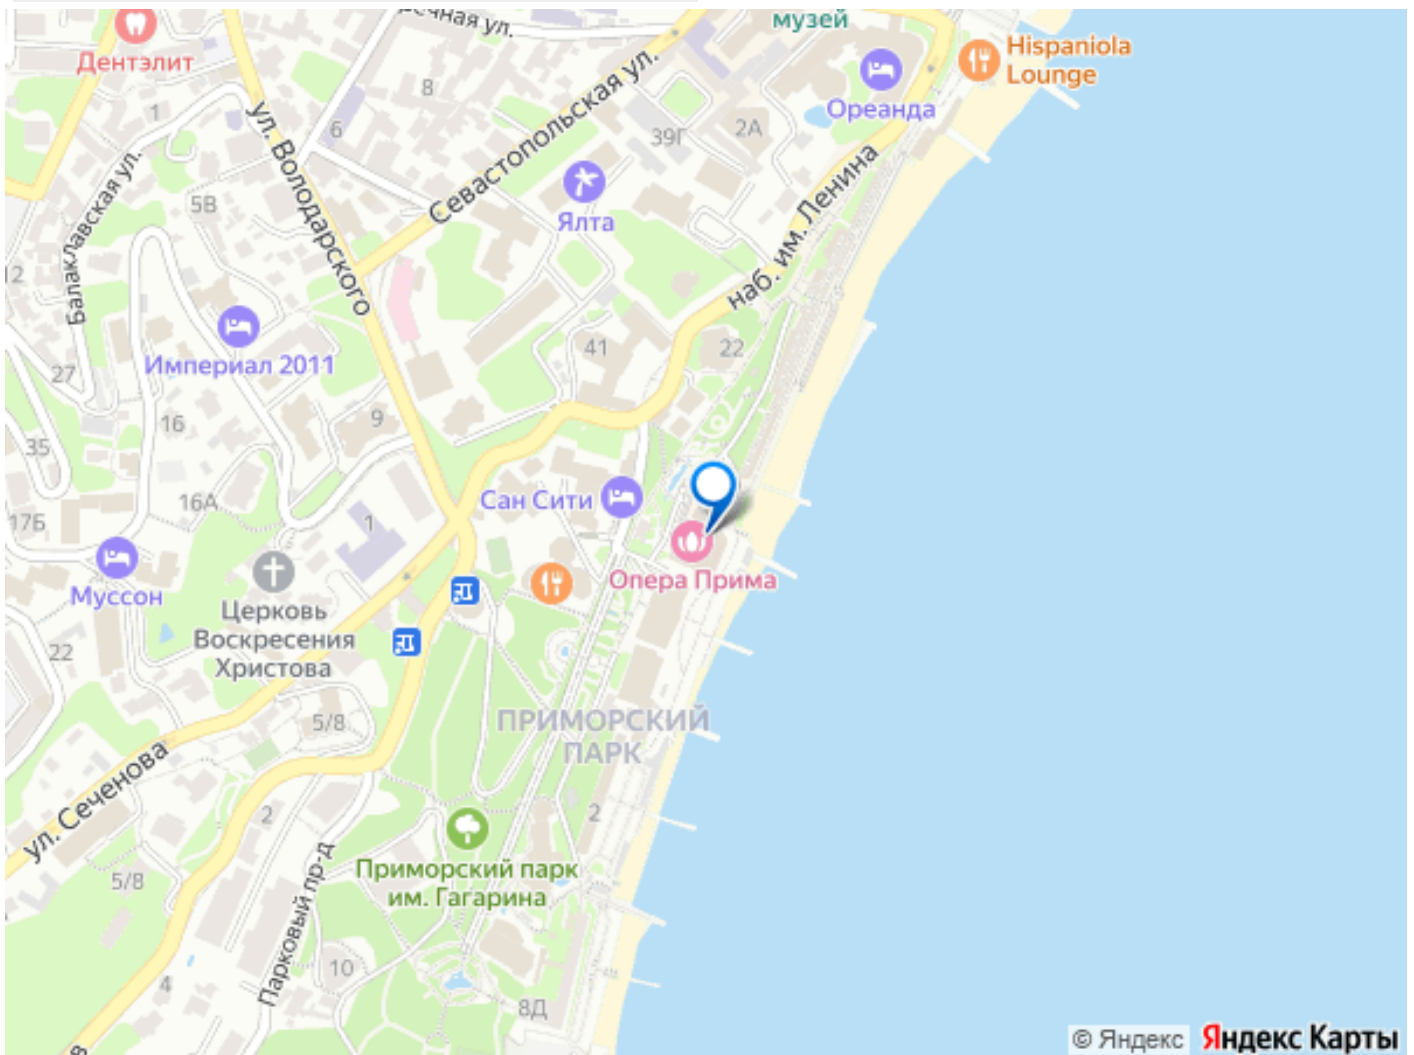 музей
Hispaniola
Lounge
Дентэлит
Ореанда
8
1
6
39Г
2А
ул. Володарского
Севастопольская ул.
Балаклавская ул.
5В
Ялта
наб. им. Ленина
12
Империал 2011
41
22
27
16
9
35
16А
17Б
1
Сан Сити
Муссон
Опера Прима
Церковь
Воскресения
Христова
22
5/8
ПРИМОРСКИЙ
ПАРК
ул. Сеченова
2
2
Приморский парк
им. Гагарина
5/8
Парковый пр-д
10
4
8Д
© Яндекс
Яндекс Карты